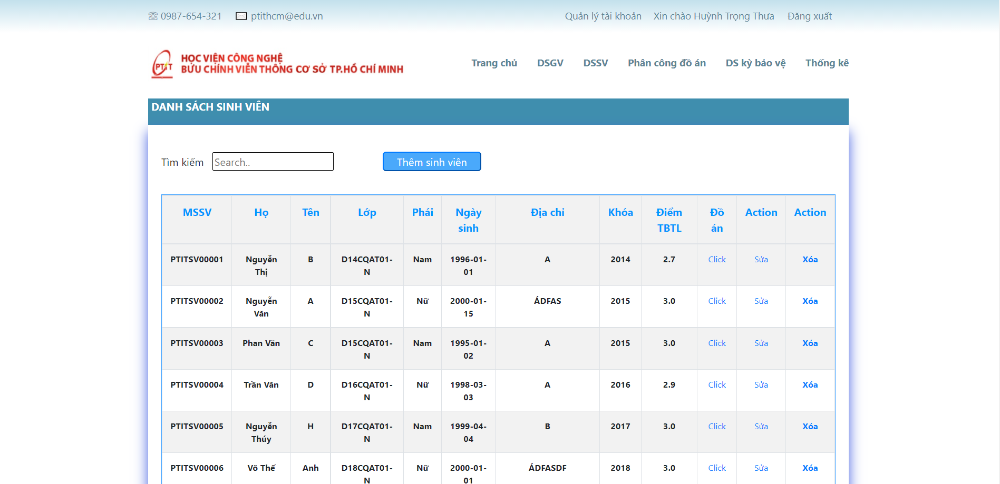 0987-654-321 ptithcm@edu.vn Quản lý tài khoản Xin chào Huỳnh Trọng Thưa Đăng xuất
PTIT
HỌC VIỆN CÔNG NGHỆ
BƯU CHÍNH VIỄN THÔNG CƠ SỞ TP.HỒ CHÍ MINH
Trang chủ DSGV DSSV Phân công đồ án DS kỳ bảo vệ Thống kê
DANH SÁCH SINH VIÊN
Tìm kiếm Search.. Thêm sinh viên
MSSV Họ Tên Lớp Phái Ngày Địa chỉ Khóa Điểm Đồ Action Action
sinh TBTL án
PTITSV00001 Nguyễn B D14CQAT01- Nam 1996-01- A 2014 2.7 Click Sửa Xóa
Thị N 01
PTITSV00002 Nguyễn A D15CQAT01- Nữ 2000-01- ÁDFAS 2015 3.0 Click Sửa Xóa
Văn N 15
PTITSV00003 Phan Văn C D15CQAT01- Nam 1995-01- A 2015 3.0 Click Sửa Xóa
N 02
PTITSV00004 Trần Văn D D16CQAT01- Nữ 1998-03- A 2016 2.9 Click Sửa Xóa
N 03
PTITSV00005 Nguyễn H D17CQAT01- Nam 1999-04- B 2017 3.0 Click Sửa Xóa
Thúy N 04
PTITSV00006 Võ Thế Anh D18CQAT01- Nữ 2000-01- ÁDFASDF 2018 3.0 Click Sửa Xóa
N 01